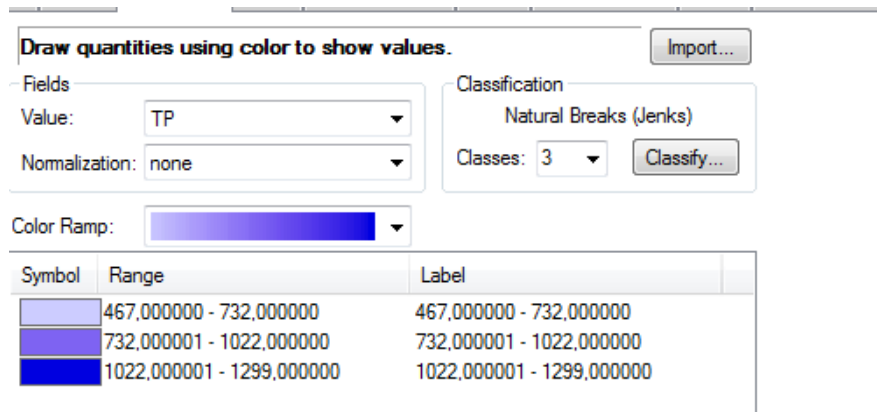 Draw quantities using color to show values. Import...
Fields
Classification
Value: TP
Natural Breaks (Jenks)
Normalization: none
Classes: 3 Classify...
Color Ramp:
Symbol Range Label
467,000000 - 732,000000 467,000000 - 732,000000
732,000001 - 1022,000000 732,000001 - 1022,000000
1022,000001 - 1299,000000 1022,000001 - 1299,000000